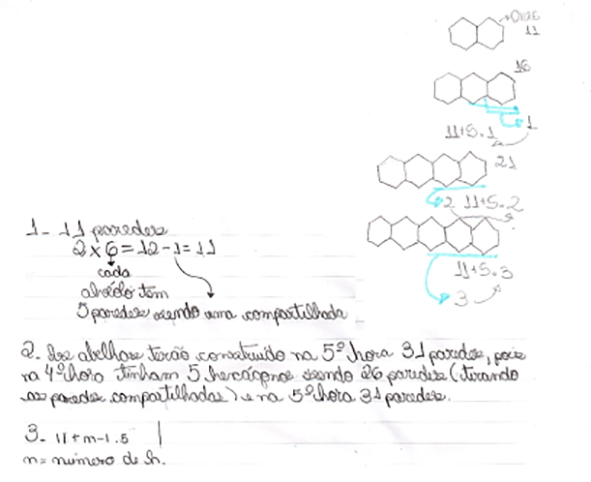 Onze
11
16
1
11+5.1
21
2 11+5.2
11+5.3
3
1- 11 paredes
2 x 6 = 12 - 1 = 11
cada
alvéolo tem
5 paredes sendo uma compartilhada
2. As abelhas terão construído na 5ª hora 31 paredes, pois
na 4ª hora tinham 5 hexágonos sendo 26 paredes (tirando
as paredes compartilhadas) e na 5ª hora 31 paredes.
3- 11+n-1.5
n= número de h.